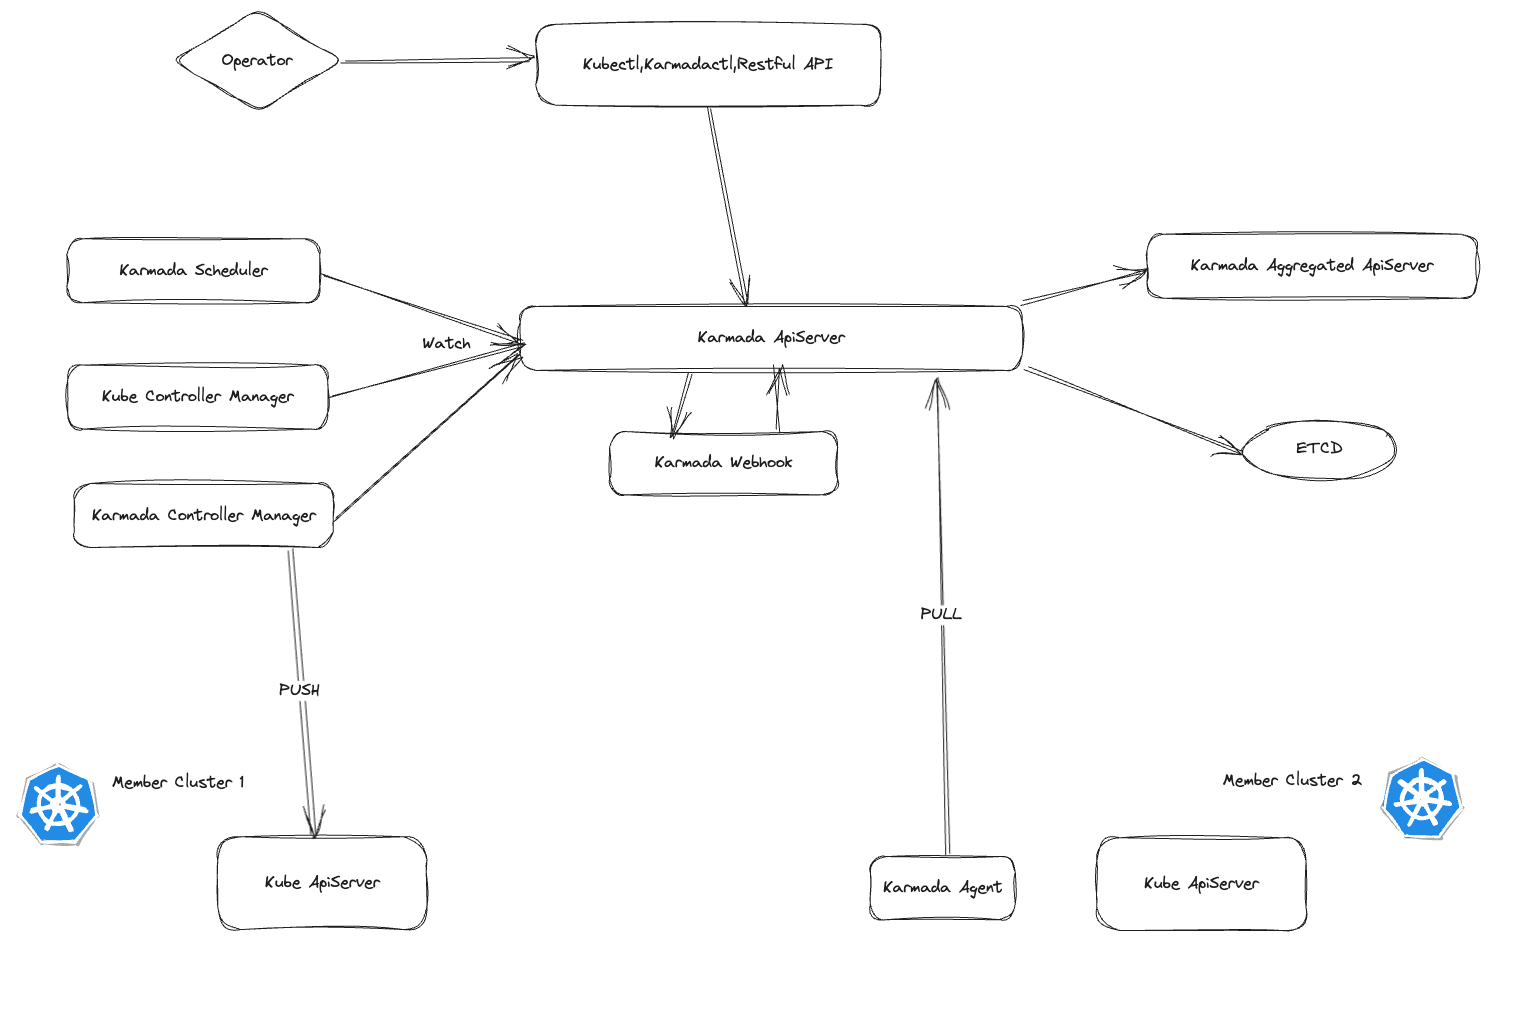 Operator
Kubectl,Karmadactl,Restful API
Karmada Scheduler
Karmada Aggregated ApiServer
Karmada ApiServer
Watch
Kube Controller Manager
ETCD
Karmada Webhook
Karmada Controller Manager
PULL
PUSH
Member Cluster 1
Member Cluster 2
Kube ApiServer
Karmada Agent
Kube ApiServer